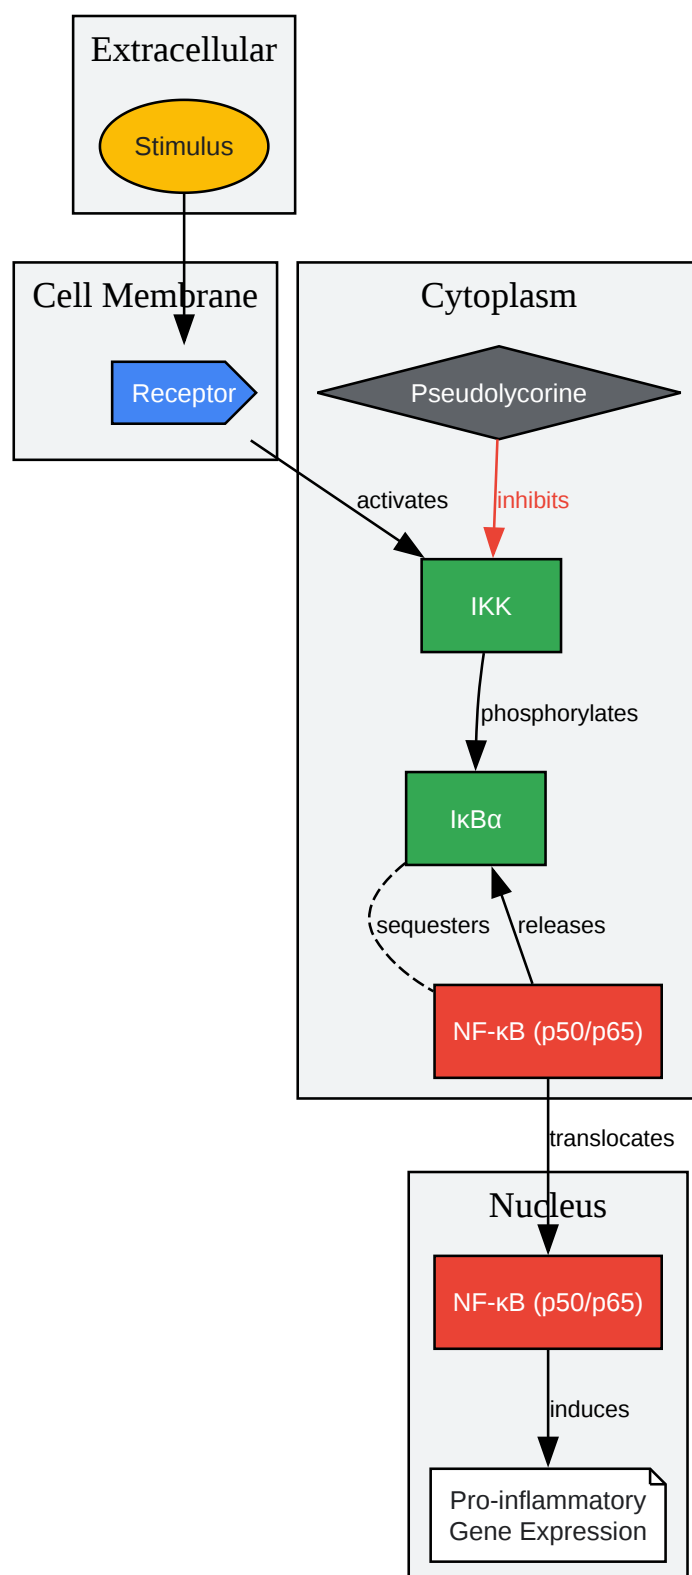 Extracellular
Stimulus
Cell Membrane
Cytoplasm
Receptor
Pseudolycorine
activates
inhibits
IKK
phosphorylates
IκBα
sequesters
releases
NF-κB (p50/p65)
translocates
Nucleus
NF-κB (p50/p65)
induces
Pro-inflammatory
Gene Expression